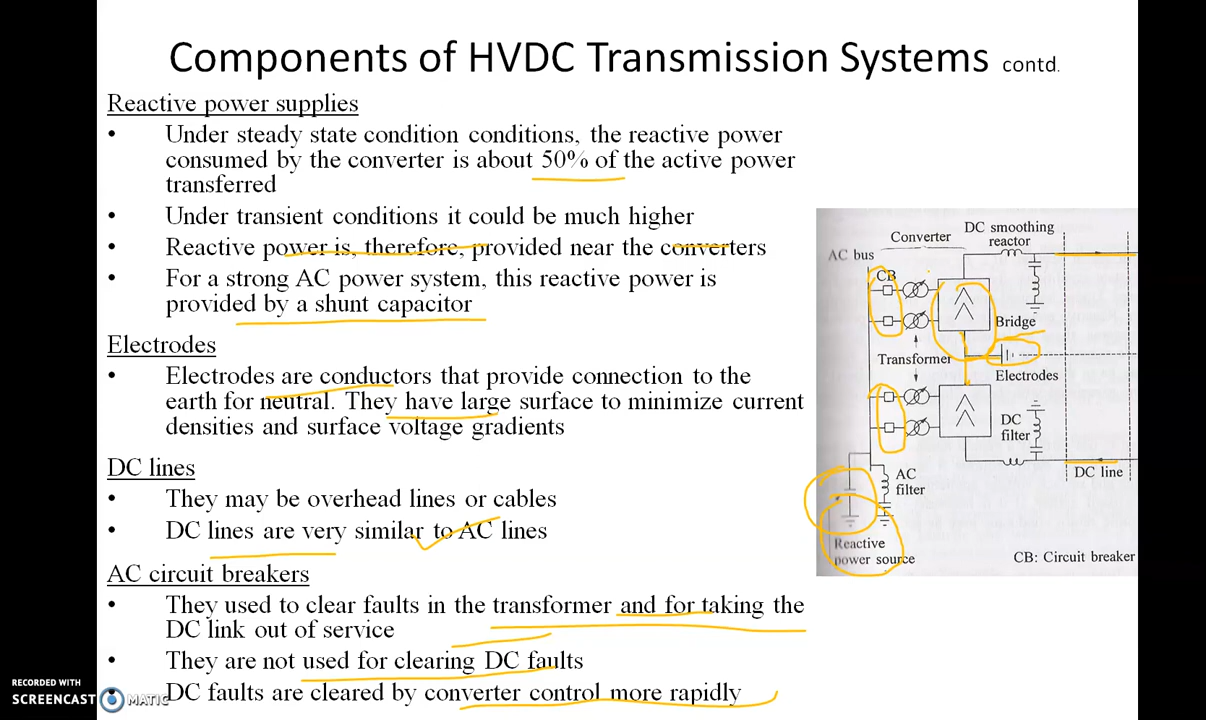 Components of HVDC Transmission Systems contd.
Reactive power supplies
• Under steady state condition conditions, the reactive power
consumed by the converter is about 50% of the active power
transferred
• Under transient conditions it could be much higher
• Reactive power is, therefore, provided near the converters
• For a strong AC power system, this reactive power is
provided by a shunt capacitor
Electrodes
• Electrodes are conductors that provide connection to the
earth for neutral. They have large surface to minimize current
densities and surface voltage gradients
DC lines
• They may be overhead lines or cables
• DC lines are very similar to AC lines
AC circuit breakers
• They used to clear faults in the transformer and for taking the
DC link out of service
• They are not used for clearing DC faults
DC faults are cleared by converter control more rapidly
DC smoothing
reactor
Converter
AC bus
CB
Bridge
Transformer
Electrodes
DC
filter
DC line
AC
filter
Reactive
power source
CB: Circuit breaker
RECORDED WITH
SCREENCAST MATIC